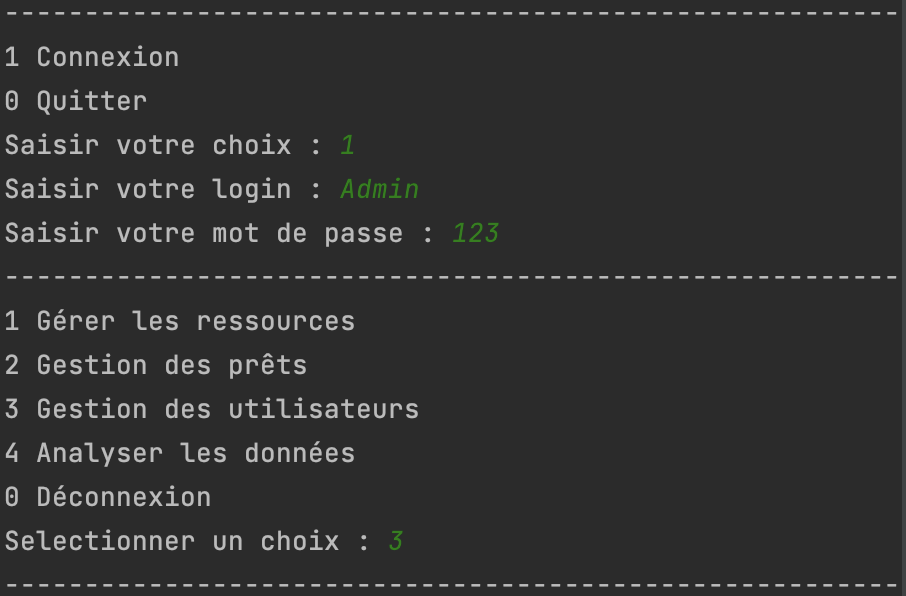 --------------------------------------------------------
1 Connexion
0 Quitter
Saisir votre choix : 1
Saisir votre login : Admin
Saisir votre mot de passe : 123
--------------------------------------------------------
1 Gérer les ressources
2 Gestion des prêts
3 Gestion des utilisateurs
4 Analyser les données
0 Déconnexion
Selectionner un choix : 3
--------------------------------------------------------